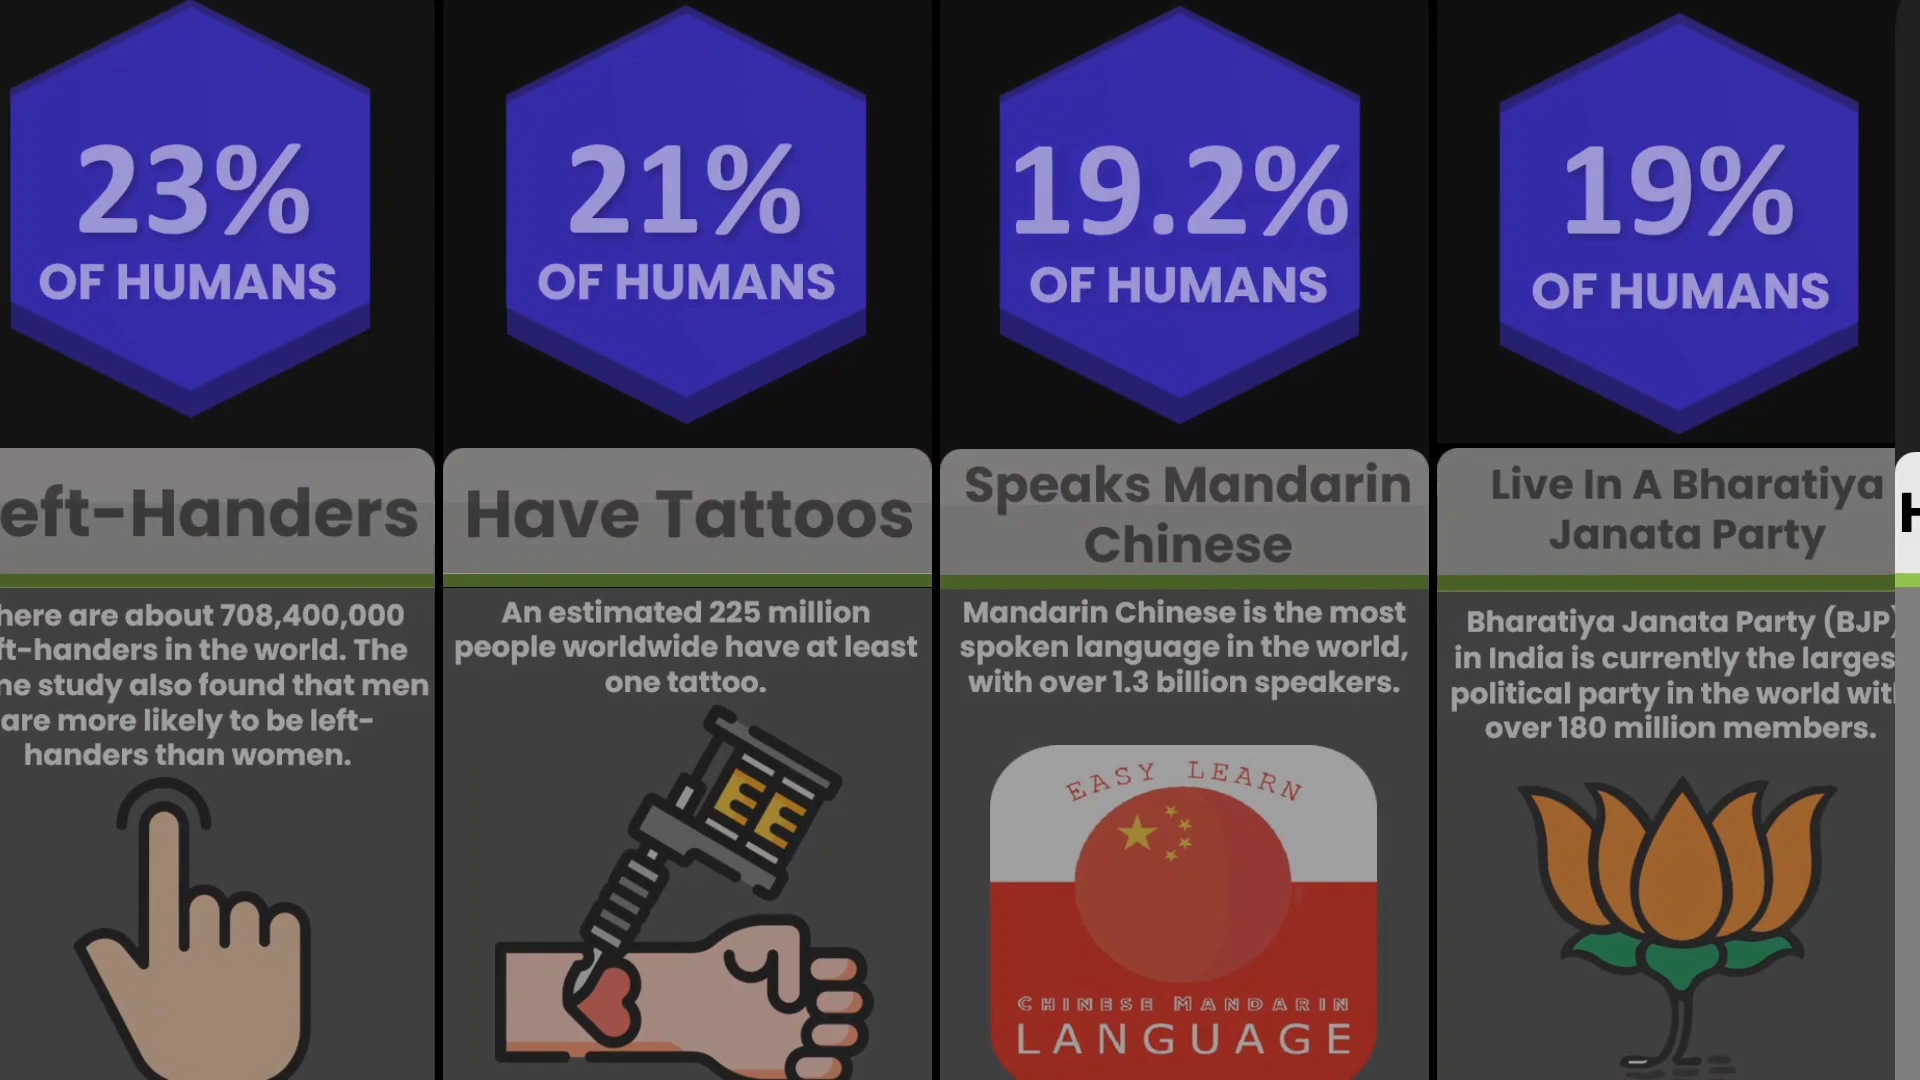 23%
OF HUMANS
eft-Handers
here are about 708,400,000
ft-handers in the world. The
ne study also found that men
are more likely to be left-
handers than women.
21%
OF HUMANS
Have Tattoos
An estimated 225 million
people worldwide have at least
one tattoo.
19.2%
OF HUMANS
Speaks Mandarin
Chinese
Mandarin Chinese is the most
spoken language in the world,
with over 1.3 billion speakers.
EASY LEARN
CHINESE MANDARIN
LANGUAGE
19%
OF HUMANS
Live In A Bharatiya
Janata Party
Bharatiya Janata Party (BJP)
in India is currently the larges
political party in the world with
over 180 million members.
H